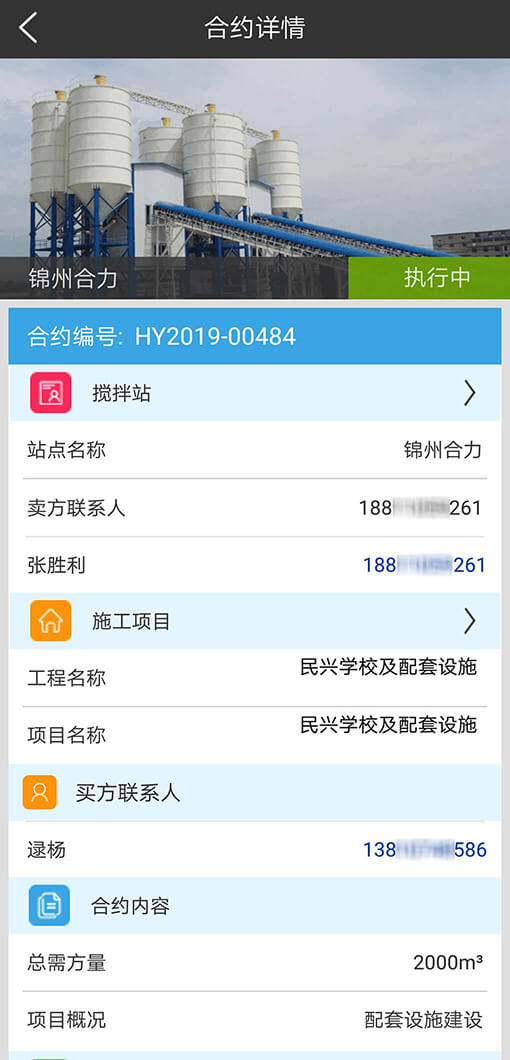 合约详情
锦州合力
执行中
合约编号: HY2019-00484
搅拌站
站点名称 锦州合力
卖方联系人 188 261
张胜利 188 261
施工项目
工程名称 民兴学校及配套设施
项目名称 民兴学校及配套设施
买方联系人
逯杨 138 586
合约内容
总需方量 2000m³
项目概况 配套设施建设